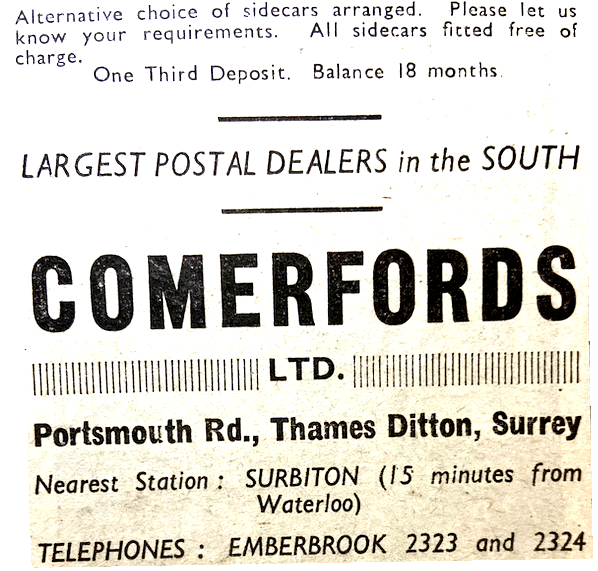 Alternative choice of sidecars arranged. Please let us
know your requirements. All sidecars fitted free of
charge.
One Third Deposit. Balance 18 months.
LARGEST POSTAL DEALERS in the SOUTH
COMERFORDS
LTD.
Portsmouth Rd., Thames Ditton, Surrey
Nearest Station : SURBITON (15 minutes from
Waterloo)
TELEPHONES : EMBERBROOK 2323 and 2324